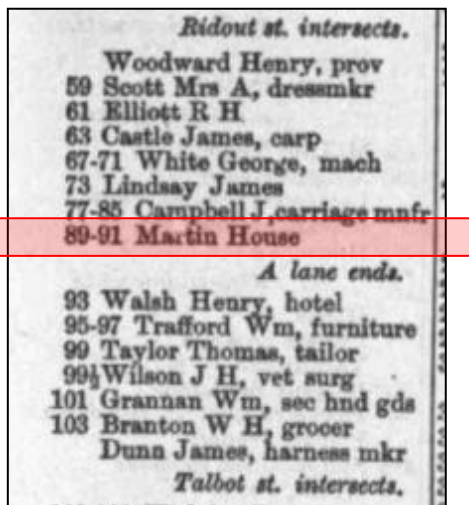 Ridout st. intersects.
Woodward Henry, prov
59 Scott Mrs A, dressmkr
61 Elliott R H
63 Castle James, carp
67-71 White George, mach
73 Lindsay James
77-85 Campbell J, carriage mnfr
89-91 Martin House
A lane ends.
93 Walsh Henry, hotel
95-97 Trafford Wm, furniture
99 Taylor Thomas, tailor
99½ Wilson J H, vet surg
101 Grannan Wm, sec hnd gds
103 Branton W H, grocer
Dunn James, harness mkr
Talbot st. intersects.